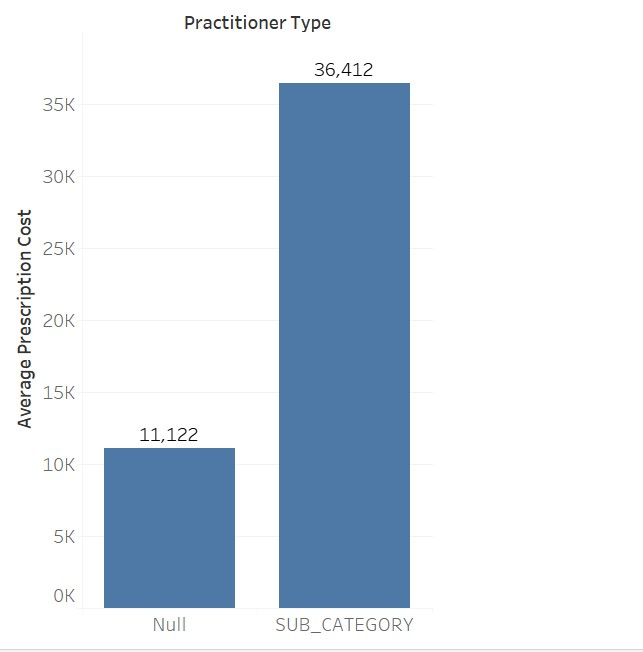 Practitioner Type
36,412
35K
30K
25K
20K
15K
11,122
10K
5K
0K
Average Prescription Cost
Null
SUB_CATEGORY